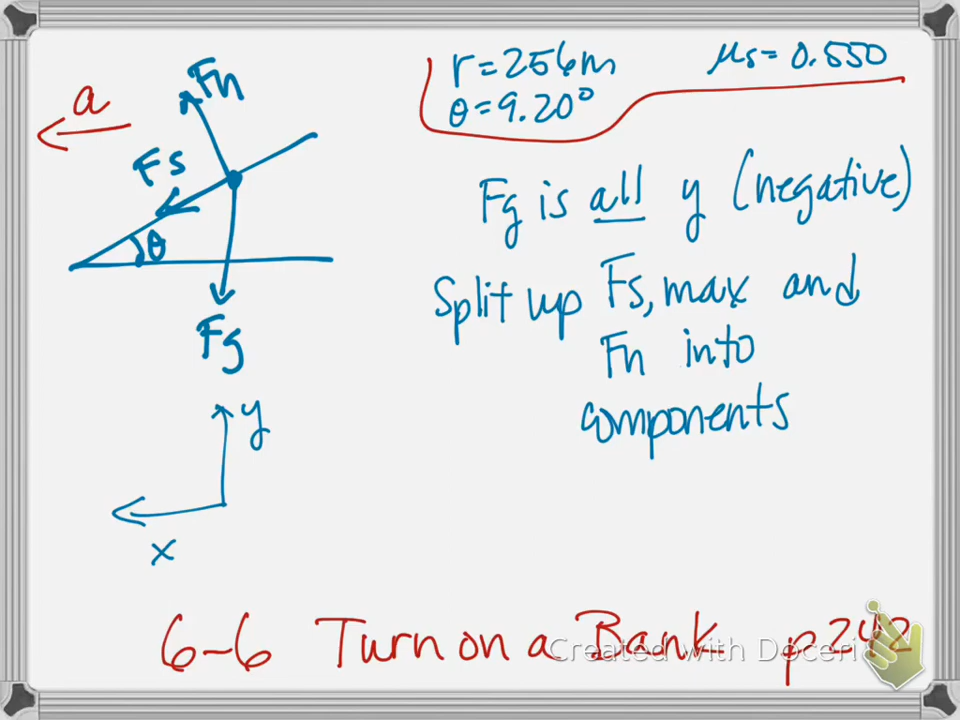 a
Fn
Fs
θ
Fg
y
x
r = 256m
θ = 9.20°
μs = 0.550
Fg is all y (negative)
Split up Fs, max and
Fn into
components
6-6 Turn on a Bank p242
Created with Doceri